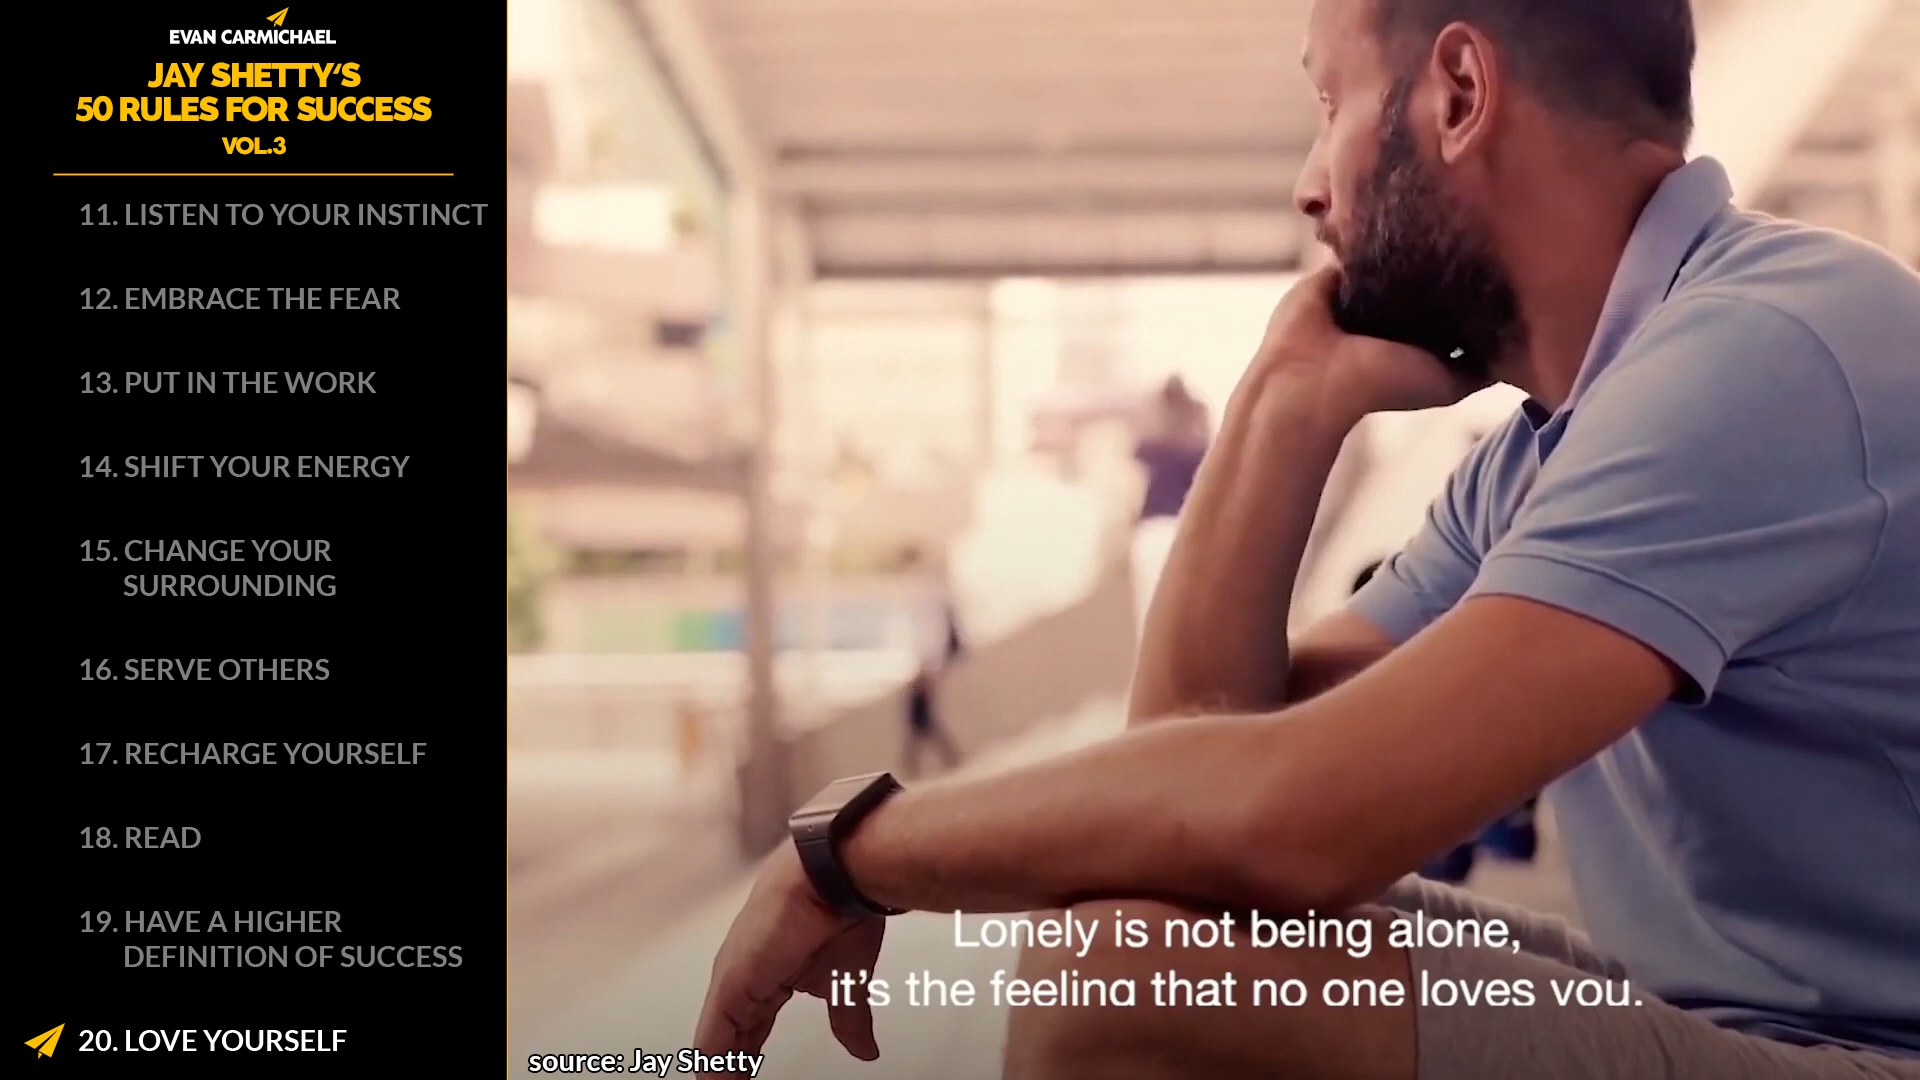 EVAN CARMICHAEL
JAY SHETTY'S
50 RULES FOR SUCCESS
VOL.3
11. LISTEN TO YOUR INSTINCT
12. EMBRACE THE FEAR
13. PUT IN THE WORK
14. SHIFT YOUR ENERGY
15. CHANGE YOUR
SURROUNDING
16. SERVE OTHERS
17. RECHARGE YOURSELF
18. READ
19. HAVE A HIGHER
DEFINITION OF SUCCESS
20. LOVE YOURSELF
Lonely is not being alone,
it's the feeling that no one loves you.
source: Jay Shetty